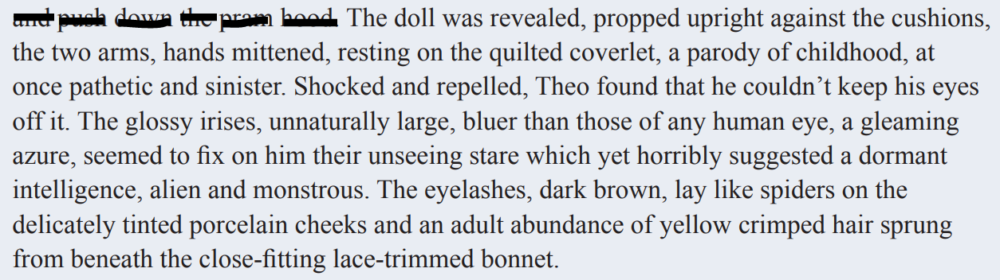 and push down the pram hood. The doll was revealed, propped upright against the cushions,
the two arms, hands mittened, resting on the quilted coverlet, a parody of childhood, at
once pathetic and sinister. Shocked and repelled, Theo found that he couldn’t keep his eyes
off it. The glossy irises, unnaturally large, bluer than those of any human eye, a gleaming
azure, seemed to fix on him their unseeing stare which yet horribly suggested a dormant
intelligence, alien and monstrous. The eyelashes, dark brown, lay like spiders on the
delicately tinted porcelain cheeks and an adult abundance of yellow crimped hair sprung
from beneath the close-fitting lace-trimmed bonnet.